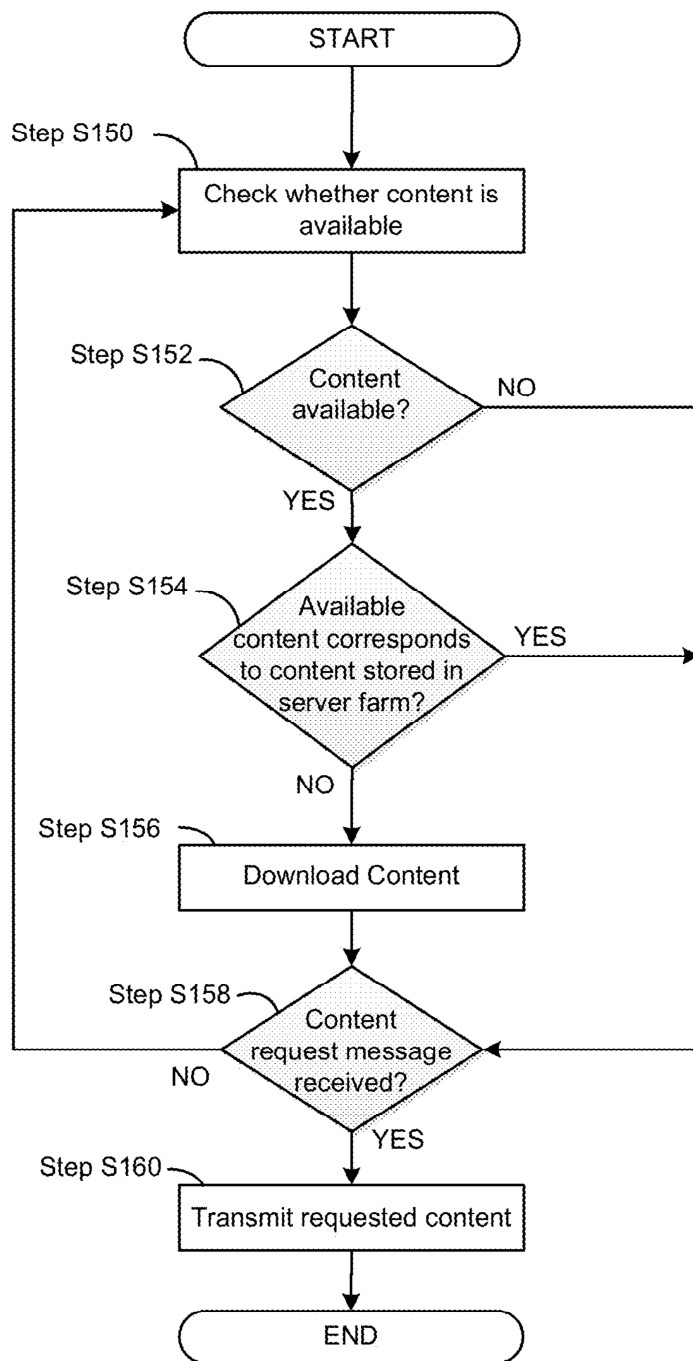 START
Step S150
Check whether content is
available
Step S152
Content
available?
NO
YES
Step S154
Available
content corresponds
to content stored in
server farm?
YES
NO
Step S156
Download Content
Step S158
Content
request message
received?
NO
YES
Step S160
Transmit requested content
END